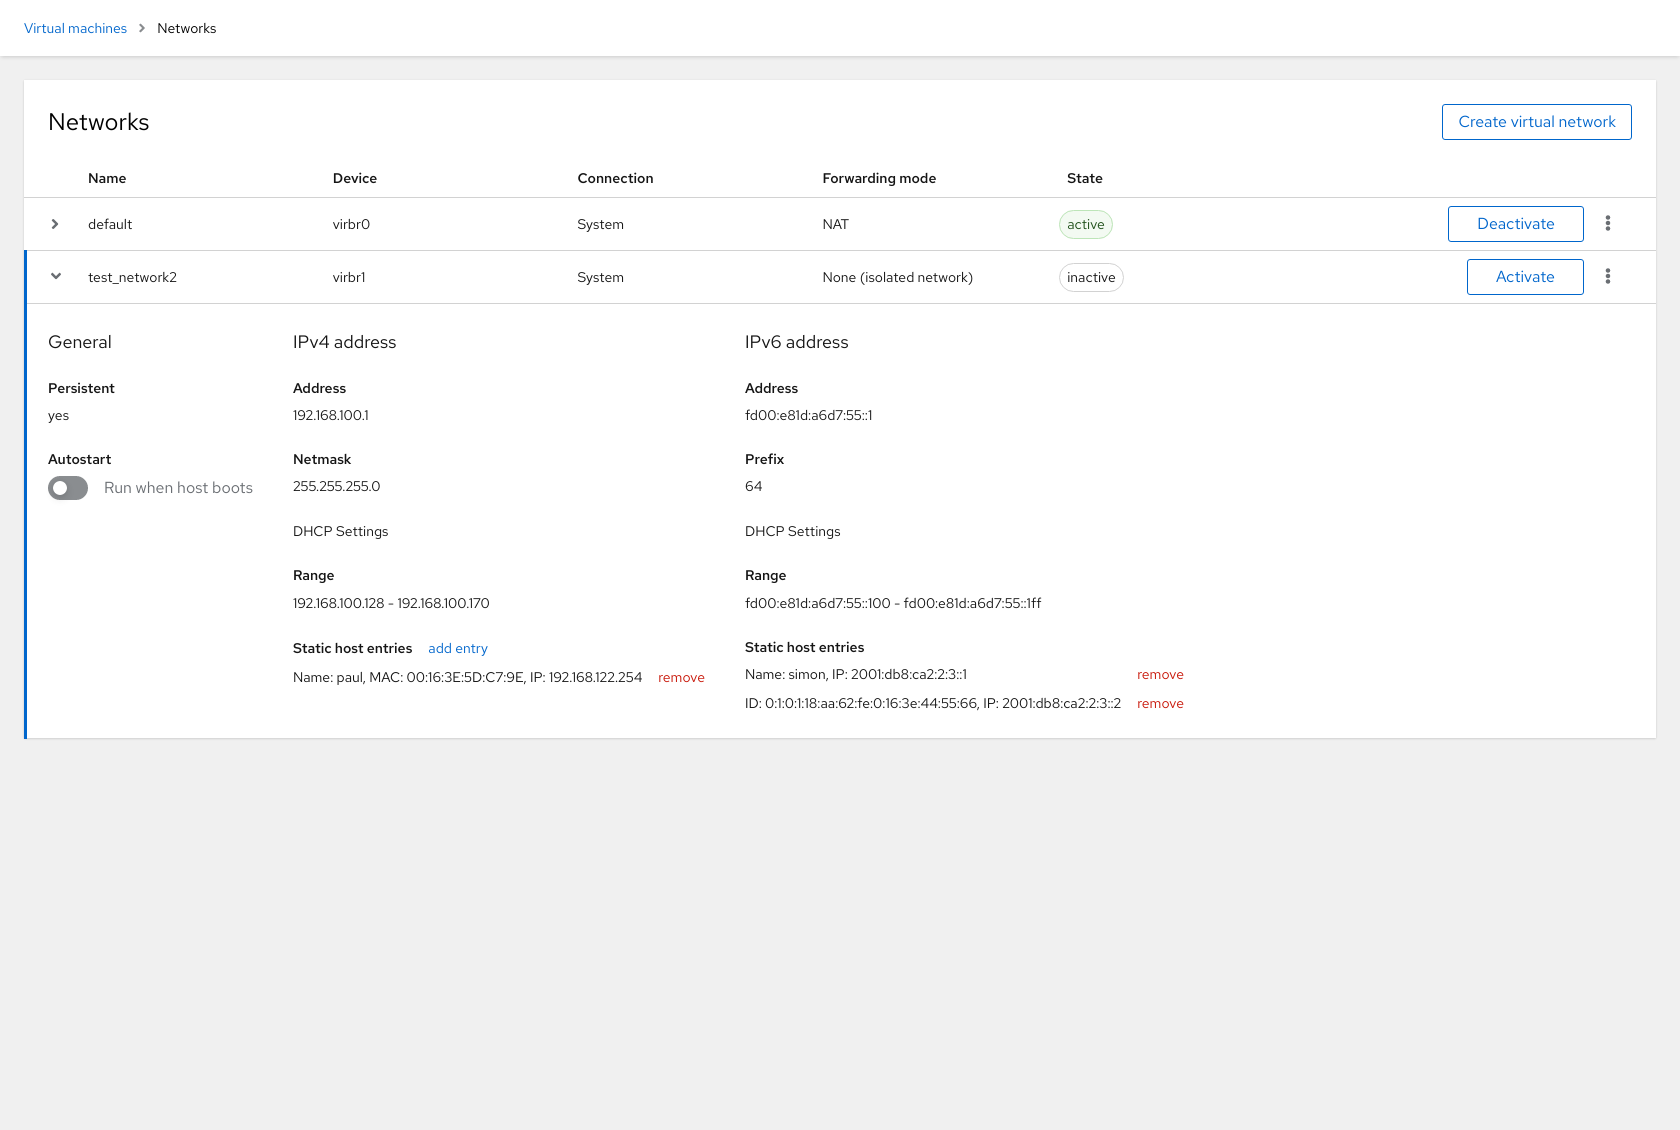 Virtual machines > Networks
Networks
Create virtual network
Name Device Connection Forwarding mode State
default virbr0 System NAT active Deactivate
test_network2 virbr1 System None (isolated network) inactive Activate
General
Persistent
yes
Autostart
Run when host boots
IPv4 address
Address
192.168.100.1
Netmask
255.255.255.0
DHCP Settings
Range
192.168.100.128 - 192.168.100.170
Static host entries add entry
Name: paul, MAC: 00:16:3E:5D:C7:9E, IP: 192.168.122.254 remove
IPv6 address
Address
fd00:e81d:a6d7:55::1
Prefix
64
DHCP Settings
Range
fd00:e81d:a6d7:55::100 - fd00:e81d:a6d7:55::1ff
Static host entries
Name: simon, IP: 2001:db8:ca2:2:3::1 remove
ID: 0:1:0:1:18:aa:62:fe:0:16:3e:44:55:66, IP: 2001:db8:ca2:2:3::2 remove